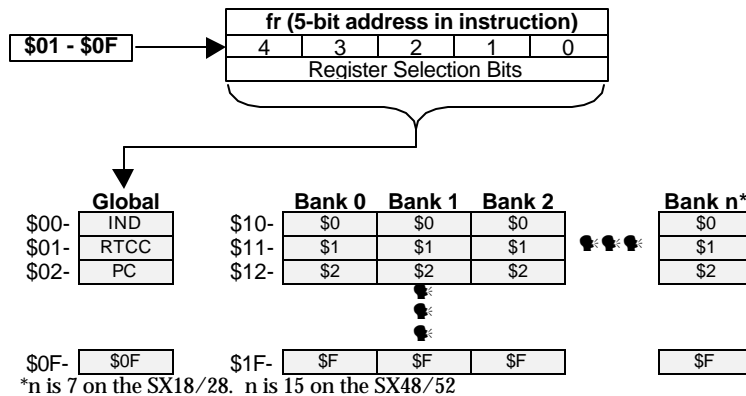 fr (5-bit address in instruction)
$01 - $0F
4 3 2 1 0
Register Selection Bits
Global Bank 0 Bank 1 Bank 2 Bank n*
$00- IND $10- $0 $0 $0 $0
$01- RTCC $11- $1 $1 $1 $1
$02- PC $12- $2 $2 $2 $2
$0F- $0F $1F- $F $F $F $F
*n is 7 on the SX18/28. n is 15 on the SX48/52